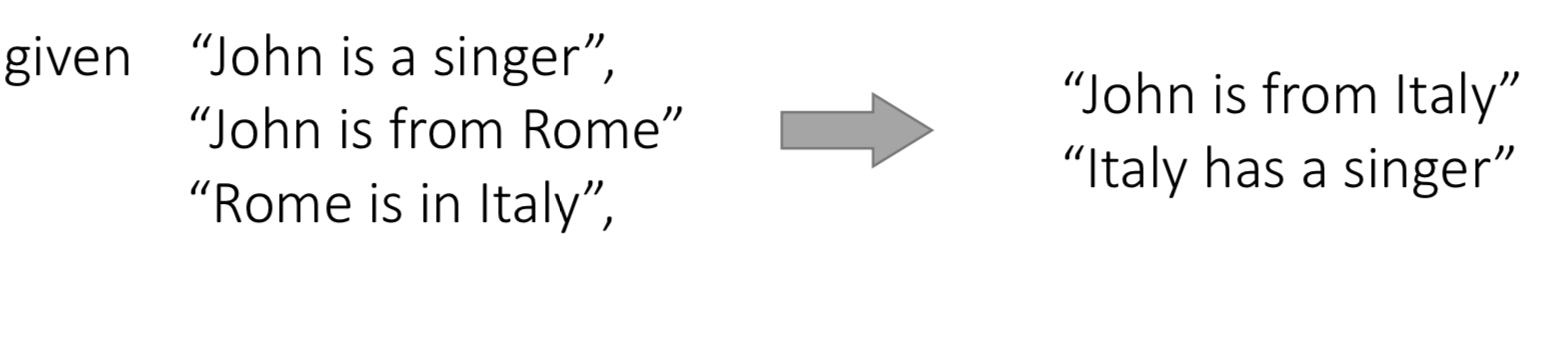 given “John is a singer”,
“John is from Rome”
“Rome is in Italy”,
“John is from Italy”
“Italy has a singer”